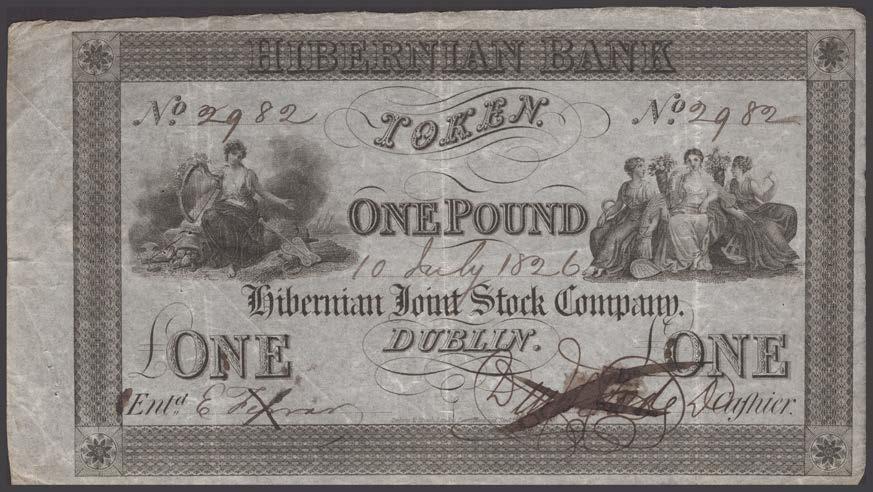 HIBERNIAN BANK
No. 2982 No. 2982
TOKEN.
ONE POUND
10 July 1826
Hibernian Joint Stock Company.
£ONE DUBLIN. £ONE
Entd. E Cashier.